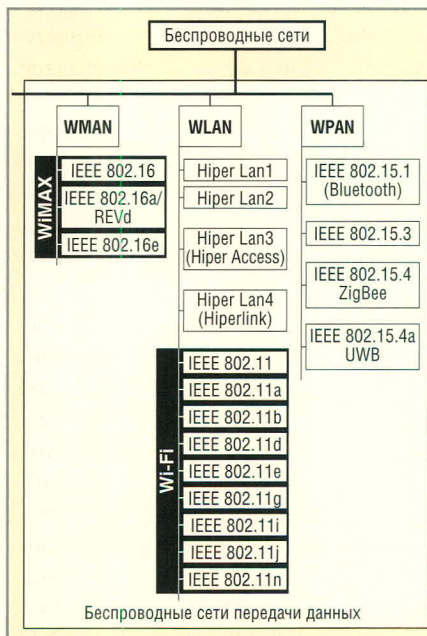 Беспроводные сети
WMAN
WiMAX
IEEE 802.16
IEEE 802.16a/
REVd
IEEE 802.16e
WLAN
Hiper Lan1
Hiper Lan2
Hiper Lan3
(Hiper Access)
Hiper Lan4
(Hiperlink)
Wi-Fi
IEEE 802.11
IEEE 802.11a
IEEE 802.11b
IEEE 802.11d
IEEE 802.11e
IEEE 802.11g
IEEE 802.11i
IEEE 802.11j
IEEE 802.11n
WPAN
IEEE 802.15.1
(Bluetooth)
IEEE 802.15.3
IEEE 802.15.4
ZigBee
IEEE 802.15.4a
UWB
Беспроводные сети передачи данных